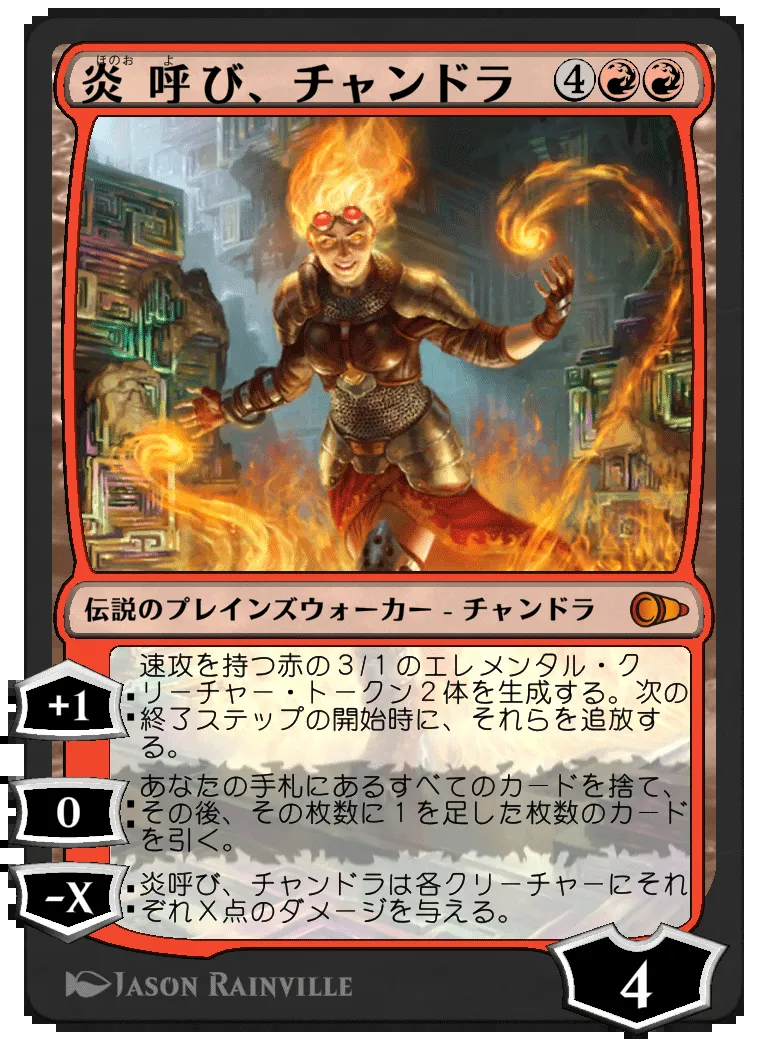 ほのお よ
炎呼び、チャンドラ 4
伝説のプレインズウォーカー - チャンドラ
+1
速攻を持つ赤の3/1のエレメンタル・ク
リーチャー・トークン2体を生成する。次の
終了ステップの開始時に、それらを追放す
る。
0
あなたの手札にあるすべてのカードを捨て、
その後、その枚数に1を足した枚数のカード
を引く。
-X
炎呼び、チャンドラは各クリーチャーにそれ
ぞれX点のダメージを与える。
JASON RAINVILLE
4